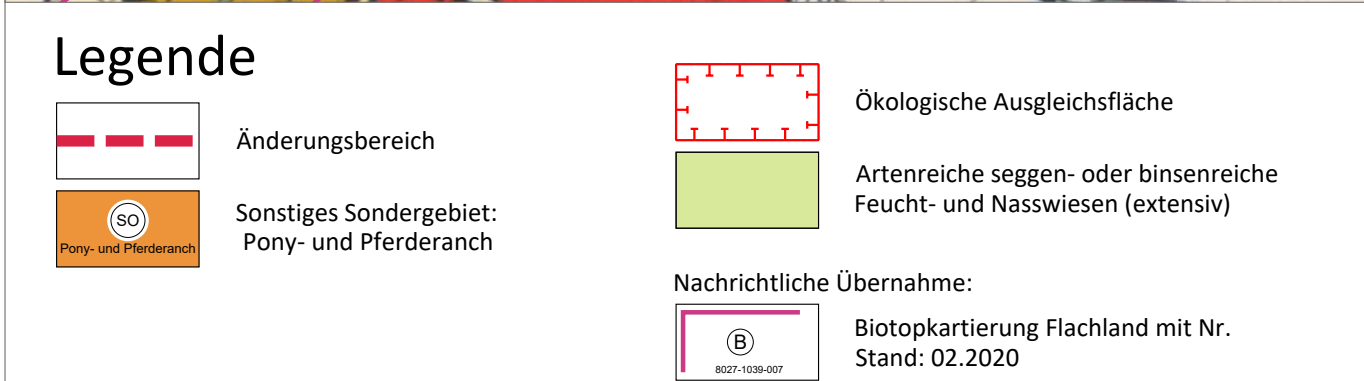 Legende
Änderungsbereich
SO
Pony- und Pferderanch
Sonstiges Sondergebiet:
Pony- und Pferderanch
Ökologische Ausgleichsfläche
Artenreiche seggen- oder binsenreiche
Feucht- und Nasswiesen (extensiv)
Nachrichtliche Übernahme:
B
8027-1039-007
Biotopkartierung Flachland mit Nr.
Stand: 02.2020